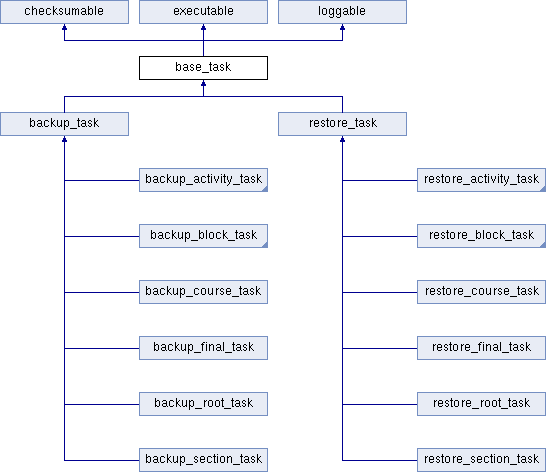 checksumable executable loggable
base_task
backup_task restore_task
backup_activity_task restore_activity_task
backup_block_task restore_block_task
backup_course_task restore_course_task
backup_final_task restore_final_task
backup_root_task restore_root_task
backup_section_task restore_section_task